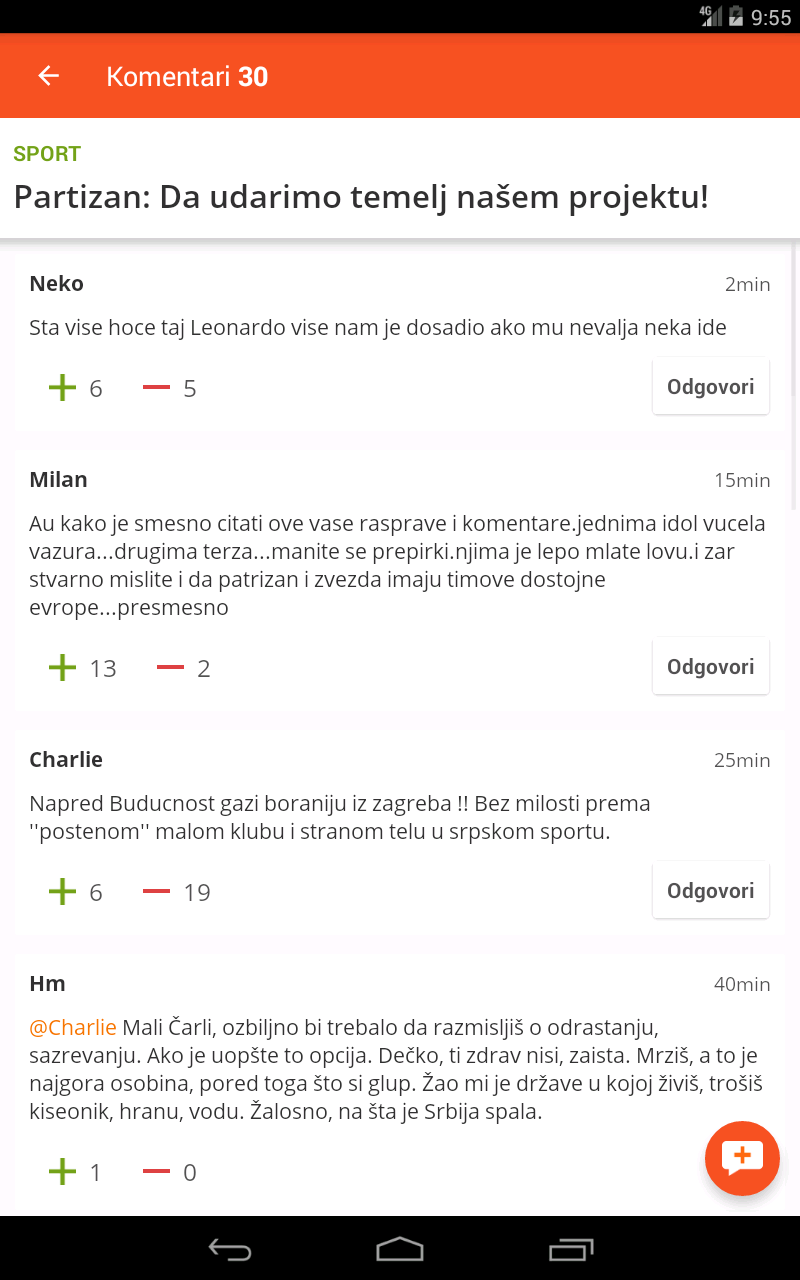 4G 9:55
Komentari 30
SPORT
Partizan: Da udarimo temelj našem projektu!
Neko 2min
Sta vise hoce taj Leonardo vise nam je dosadio ako mu nevalja neka ide
6 5 Odgovori
Milan 15min
Au kako je smesno citati ove vase rasprave i komentare.jednima idol vucela
vazura...drugima terza...manite se prepirki.njima je lepo mlate lovu.i zar
stvarno mislite i da patrizan i zvezda imaju timove dostojne
evrope...presmesno
13 2 Odgovori
Charlie 25min
Napred Buducnost gazi boraniju iz zagreba !! Bez milosti prema
''postenom'' malom klubu i stranom telu u srpskom sportu.
6 19 Odgovori
Hm 40min
@Charlie Mali Čarli, ozbiljno bi trebalo da razmisljiš o odrastanju,
sazrevanju. Ako je uopšte to opcija. Dečko, ti zdrav nisi, zaista. Mrziš, a to je
najgora osobina, pored toga što si glup. Žao mi je države u kojoj živiš, trošiš
kiseonik, hranu, vodu. Žalosno, na šta je Srbija spala.
1 0